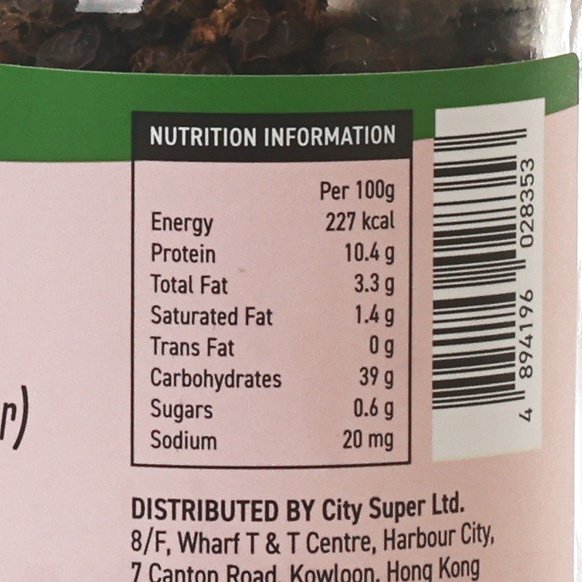 NUTRITION INFORMATION
Per 100g
Energy 227 kcal
Protein 10.4 g
Total Fat 3.3 g
Saturated Fat 1.4 g
Trans Fat 0 g
Carbohydrates 39 g
Sugars 0.6 g
Sodium 20 mg
4 894196 028353
r)
DISTRIBUTED BY City Super Ltd.
8/F, Wharf T & T Centre, Harbour City,
7 Canton Road, Kowloon, Hong Kong